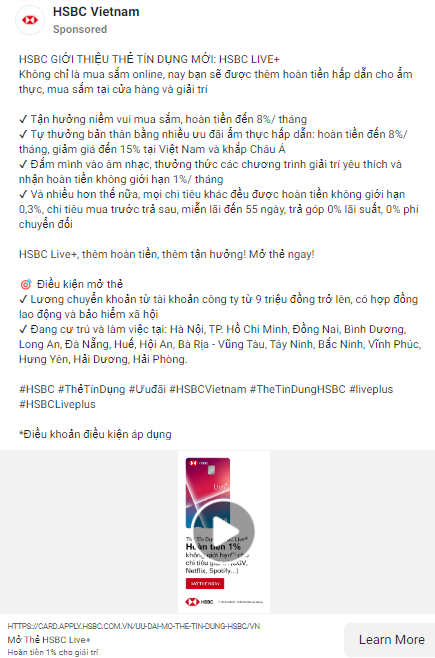 HSBC Vietnam
Sponsored
HSBC GIỚI THIỆU THẺ TÍN DỤNG MỚI: HSBC LIVE+
Không chỉ là mua sắm online, nay bạn sẽ được thêm hoàn tiền hấp dẫn cho ẩm
thực, mua sắm tại cửa hàng và giải trí
✓ Tận hưởng niềm vui mua sắm, hoàn tiền đến 8%/ tháng
✓ Tự thưởng bản thân bằng nhiều ưu đãi ẩm thực hấp dẫn: hoàn tiền đến 8%/
tháng, giảm giá đến 15% tại Việt Nam và khắp Châu Á
✓ Đắm mình vào âm nhạc, thưởng thức các chương trình giải trí yêu thích và
nhận hoàn tiền không giới hạn 1%/ tháng
✓ Và nhiều hơn thế nữa, mọi chi tiêu khác đều được hoàn tiền không giới hạn
0,3%, chi tiêu mua trước trả sau, miễn lãi đến 55 ngày, trả góp 0% lãi suất, 0% phí
chuyển đổi
HSBC Live+, thêm hoàn tiền, thêm tận hưởng! Mở thẻ ngay!
🎯 Điều kiện mở thẻ
✓ Lương chuyển khoản từ tài khoản công ty từ 9 triệu đồng trở lên, có hợp đồng
lao động và bảo hiểm xã hội
✓ Đang cư trú và làm việc tại: Hà Nội, TP. Hồ Chí Minh, Đồng Nai, Bình Dương,
Long An, Đà Nẵng, Huế, Hội An, Bà Rịa - Vũng Tàu, Tây Ninh, Bắc Ninh, Vĩnh Phúc,
Hưng Yên, Hải Dương, Hải Phòng.
#HSBC #ThẻTínDụng #Ưuđãi #HSBCVietnam #TheTinDungHSBC #liveplus
#HSBCLiveplus
*Điều khoản điều kiện áp dụng
HSBC
live+
Thẻ Tín Dụng HSBC Live+
Hoàn tiền 1%
không giới hạn cho
chi tiêu giải trí (CGV,
Netflix, Spotify...)
MỞ THẺ NGAY
HSBC
HTTPS://CARD.APPLY.HSBC.COM.VN/UU-DAI-MO-THE-TIN-DUNG-HSBC/VN
Mở Thẻ HSBC Live+
Hoàn tiền 1% cho giải trí
Learn More